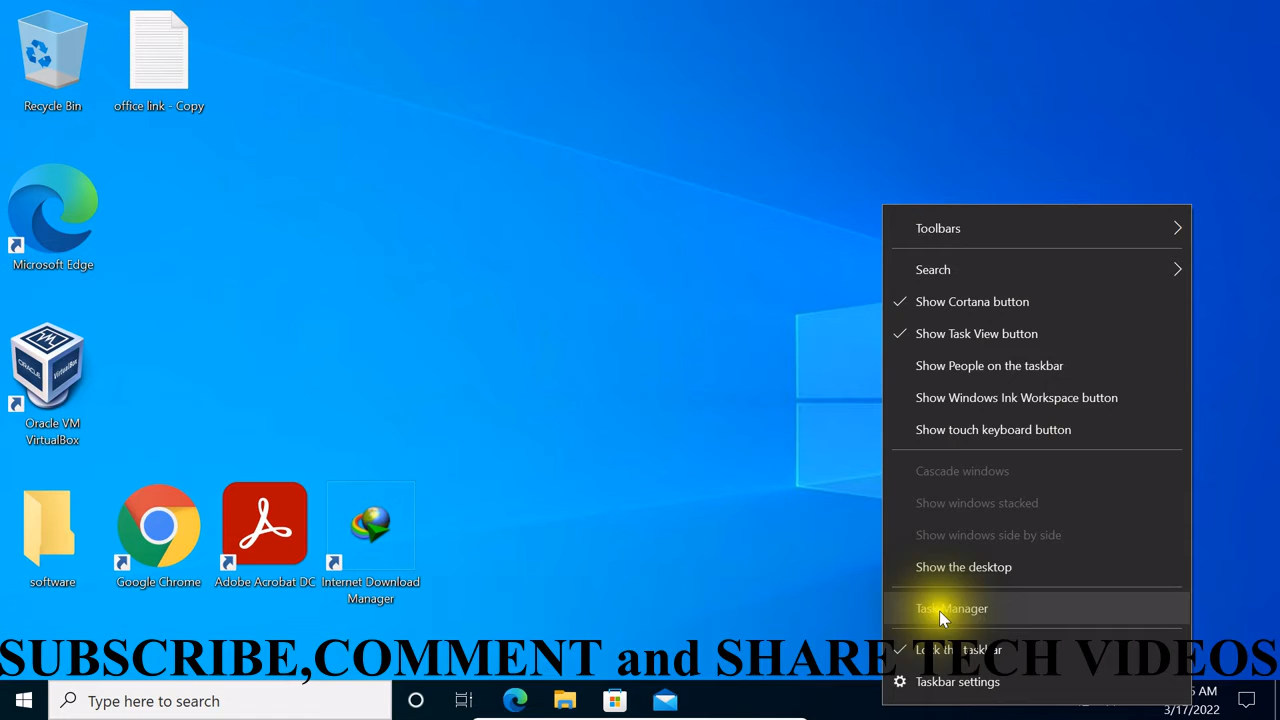 Recycle Bin
office link - Copy
Microsoft Edge
Oracle VM
VirtualBox
software
Google Chrome
Adobe Acrobat DC
Internet Download
Manager
Toolbars
Search
Show Cortana button
Show Task View button
Show People on the taskbar
Show Windows Ink Workspace button
Show touch keyboard button
Cascade windows
Show windows stacked
Show windows side by side
Show the desktop
Task Manager
Lock the taskbar
Taskbar settings
SUBSCRIBE,COMMENT and SHARE TECH VIDEOS
Type here to search
AM
3/17/2022